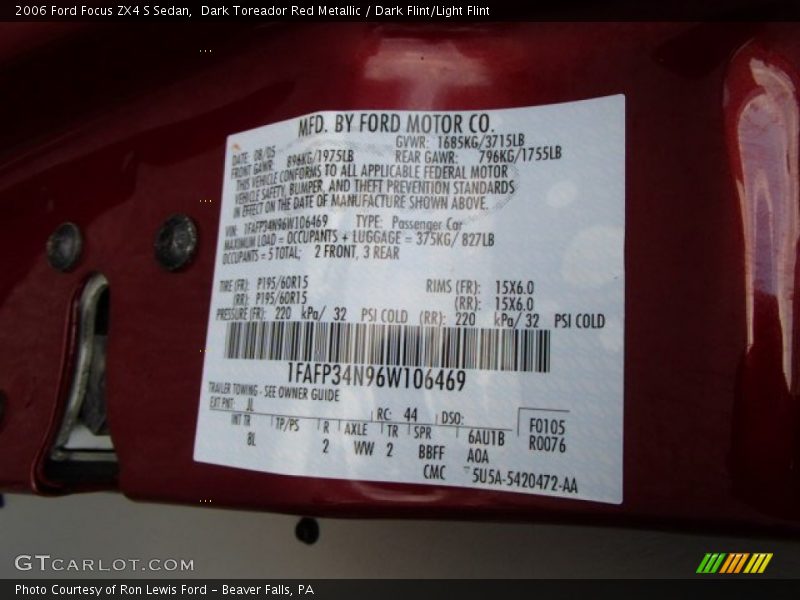 2006 Ford Focus ZX4 S Sedan,  Dark Toreador Red Metallic / Dark Flint/Light Flint
MFD. BY FORD MOTOR CO.
DATE: 08/05 GVWR: 1685KG/3715LB
FRONT GAWR: 896KG/1975LB REAR GAWR: 796KG/1755LB
THIS VEHICLE CONFORMS TO ALL APPLICABLE FEDERAL MOTOR
VEHICLE SAFETY, BUMPER, AND THEFT PREVENTION STANDARDS
IN EFFECT ON THE DATE OF MANUFACTURE SHOWN ABOVE.
VIN: 1FAFP34N96W106469 TYPE: Passenger Car
MAXIMUM LOAD = OCCUPANTS + LUGGAGE = 375KG/ 827LB
OCCUPANTS = 5 TOTAL; 2 FRONT, 3 REAR
TIRE (FR): P195/60R15 RIMS (FR): 15X6.0
(RR): P195/60R15 (RR): 15X6.0
PRESSURE (FR): 220 kPa/ 32 PSI COLD (RR): 220 kPa/ 32 PSI COLD
1FAFP34N96W106469
TRAILER TOWING - SEE OWNER GUIDE
EXT PNT: JL RC: 44 DSO: F0105
INT TR TP/PS R AXLE TR SPR 6AU1B R0076
8L 2 WW 2 BBFF A0A
CMC 5U5A-5420472-AA
GTCARLOT.COM
Photo Courtesy of Ron Lewis Ford – Beaver Falls, PA